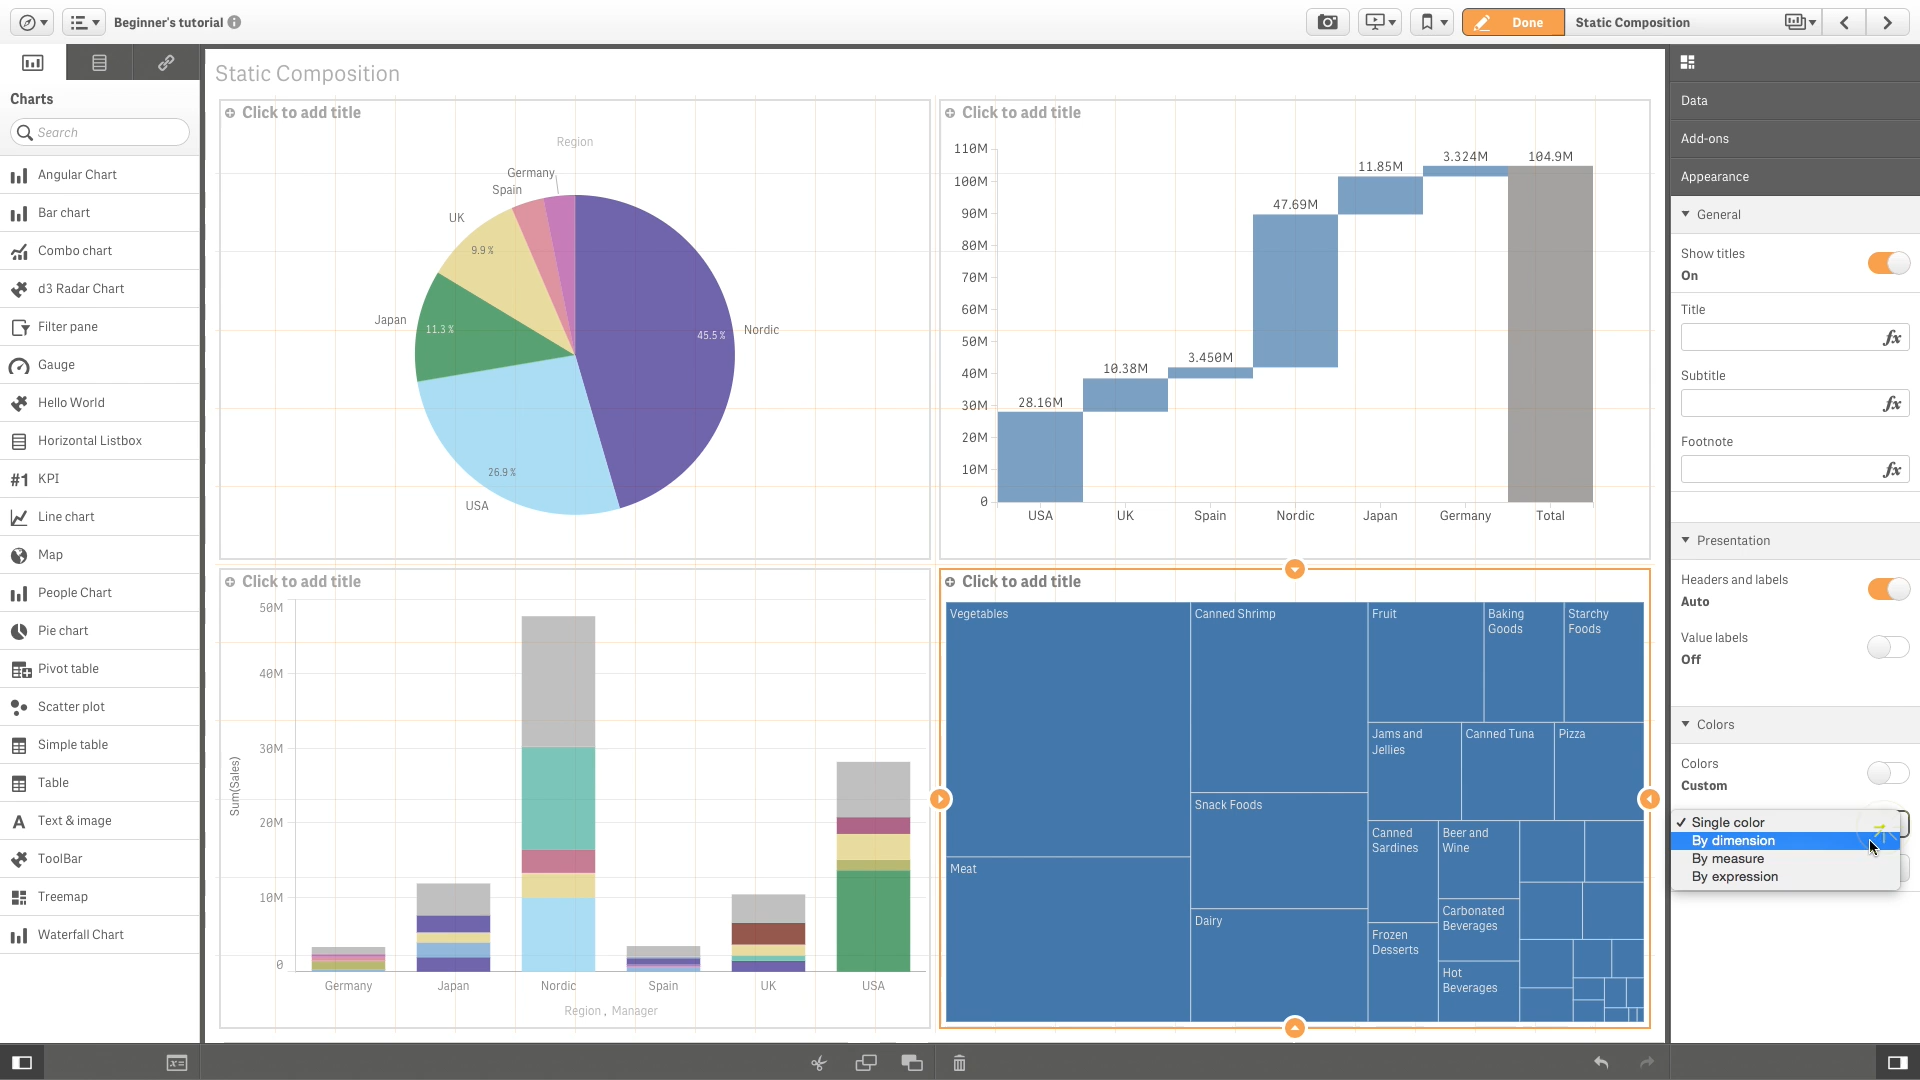 Beginner's tutorial
Done
Static Composition
Charts
Search
Angular Chart
Bar chart
Combo chart
d3 Radar Chart
Filter pane
Gauge
Hello World
Horizontal Listbox
#1 KPI
Line chart
Map
People Chart
Pie chart
Pivot table
Scatter plot
Simple table
Table
A Text & image
ToolBar
Treemap
Waterfall Chart
Static Composition
Click to add title
Region
Germany
Spain
UK
9.9 %
Japan
11.3 %
45.5 %
Nordic
26.9 %
USA
Click to add title
110M
100M
90M
80M
70M
60M
50M
40M
30M
20M
10M
0
28.16M
10.38M
3.450M
47.69M
11.85M
3.324M
104.9M
USA
UK
Spain
Nordic
Japan
Germany
Total
Click to add title
50M
40M
30M
20M
10M
0
Sum(Sales)
Germany
Japan
Nordic
Spain
UK
USA
Region , Manager
Click to add title
Vegetables
Meat
Canned Shrimp
Snack Foods
Dairy
Fruit
Baking
Goods
Starchy
Foods
Jams and
Jellies
Canned Tuna
Pizza
Canned
Sardines
Beer and
Wine
Frozen
Desserts
Carbonated
Beverages
Hot
Beverages
Data
Add-ons
Appearance
General
Show titles
On
Title
fx
Subtitle
fx
Footnote
fx
Presentation
Headers and labels
Auto
Value labels
Off
Colors
Colors
Custom
✓ Single color
By dimension
By measure
By expression